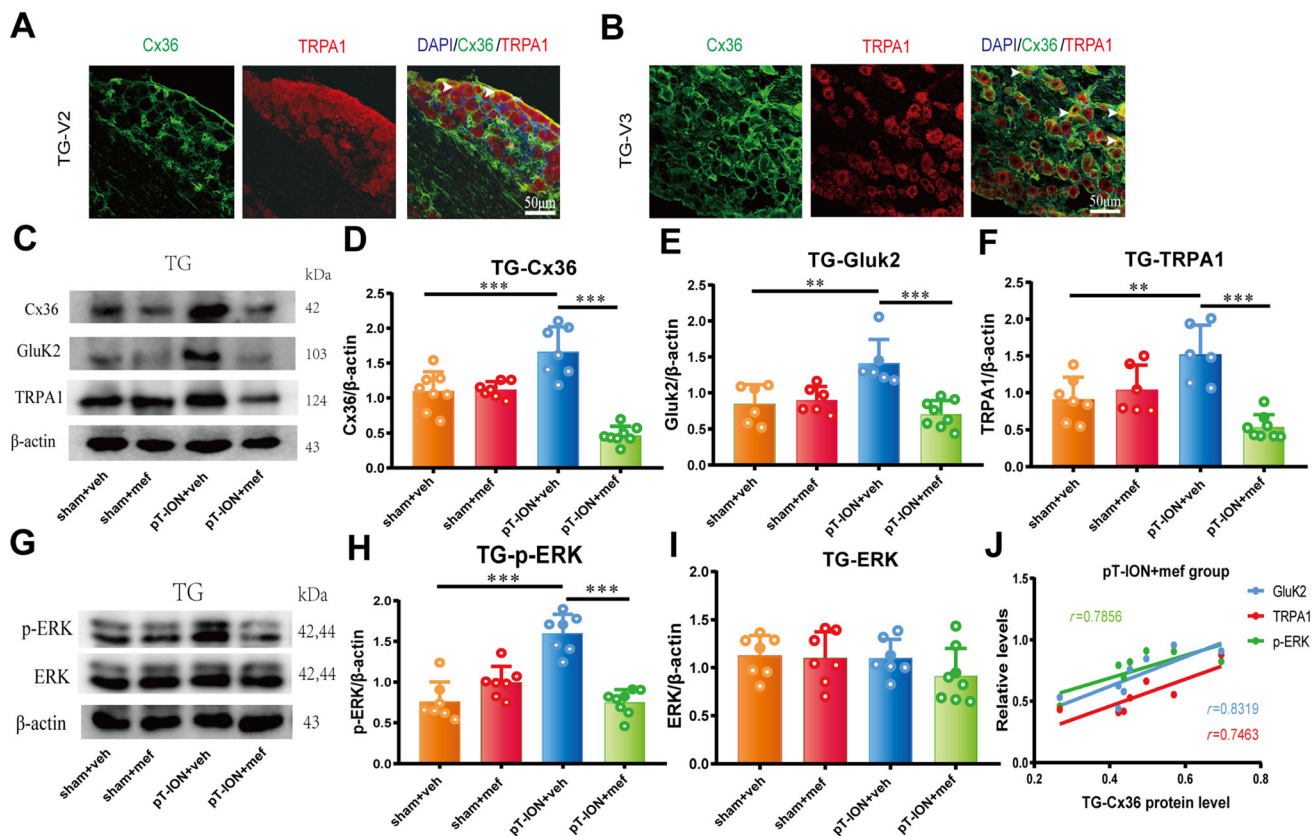 A
Cx36 TRPA1 DAPI/Cx36/TRPA1
TG-V2
50μm
B
Cx36 TRPA1 DAPI/Cx36/TRPA1
TG-V3
50μm
C
TG
kDa
Cx36 42
GluK2 103
TRPA1 124
β-actin 43
sham+veh sham+mef pT-ION+veh pT-ION+mef
D
TG-Cx36
Cx36/β-actin
2.5
2.0
1.5
1.0
0.5
0.0
*** ***
sham+veh sham+mef pT-ION+veh pT-ION+mef
E
TG-Gluk2
Gluk2/β-actin
2.5
2.0
1.5
1.0
0.5
0.0
** ***
sham+veh sham+mef pT-ION+veh pT-ION+mef
F
TG-TRPA1
TRPA1/β-actin
2.5
2.0
1.5
1.0
0.5
0.0
** ***
sham+veh sham+mef pT-ION+veh pT-ION+mef
G
TG
kDa
p-ERK 42,44
ERK 42,44
β-actin 43
sham+veh sham+mef pT-ION+veh pT-ION+mef
H
TG-p-ERK
p-ERK/β-actin
2.0
1.5
1.0
0.5
0.0
*** ***
sham+veh sham+mef pT-ION+veh pT-ION+mef
I
TG-ERK
ERK/β-actin
2.0
1.5
1.0
0.5
0.0
sham+veh sham+mef pT-ION+veh pT-ION+mef
J
pT-ION+mef group
GluK2
TRPA1
p-ERK
r=0.7856
r=0.8319
r=0.7463
Relative levels
1.5
1.0
0.5
0.0
0.2 0.4 0.6 0.8
TG-Cx36 protein level